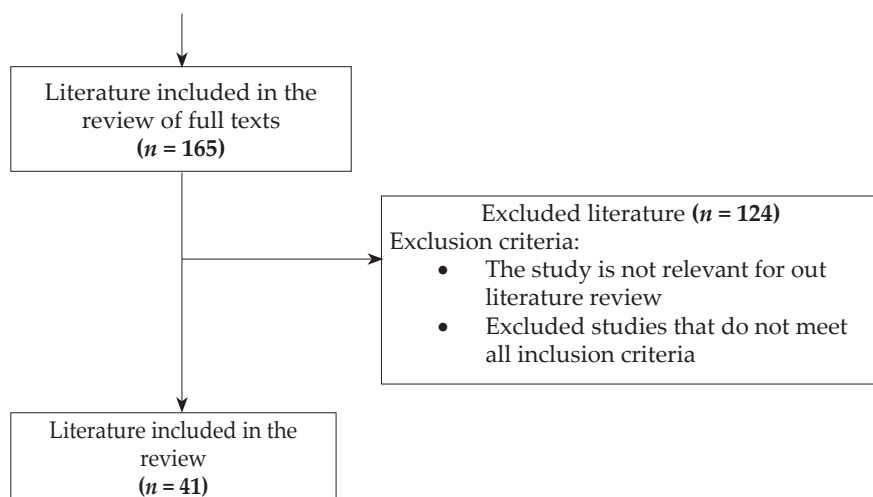 Literature included in the
review of full texts
(n = 165)
Excluded literature (n = 124)
Exclusion criteria:
• The study is not relevant for out
literature review
• Excluded studies that do not meet
all inclusion criteria
Literature included in the
review
(n = 41)